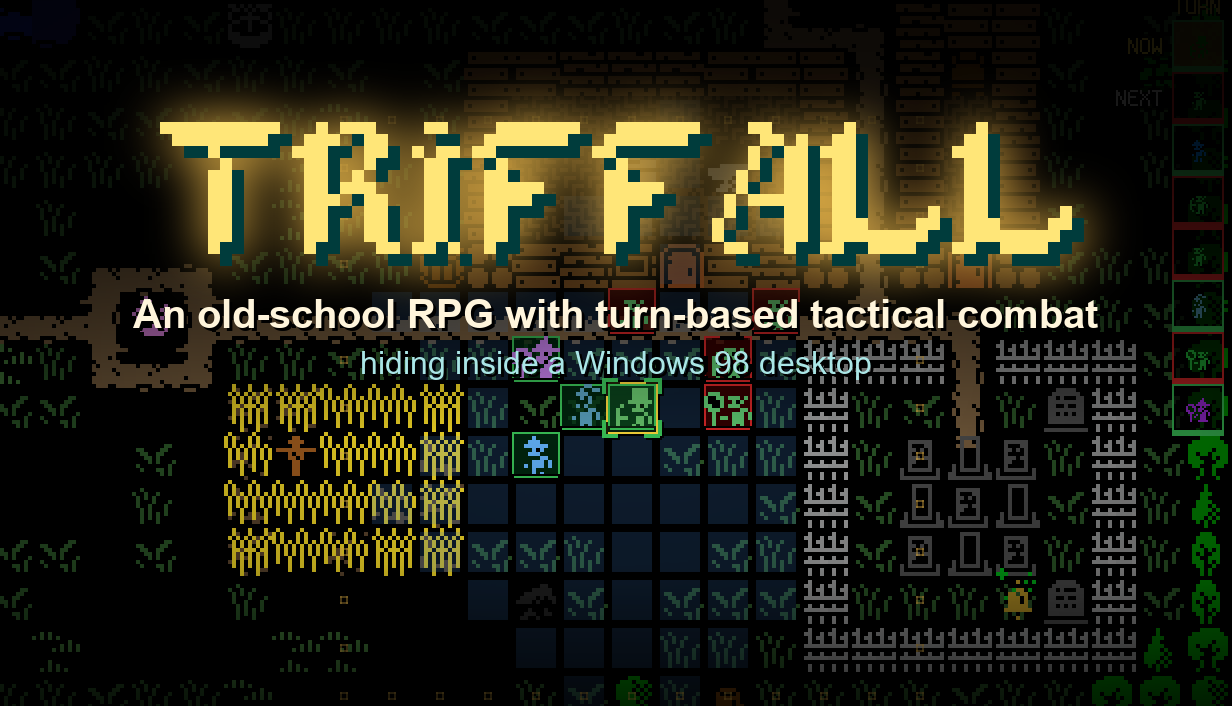 TURN
NOW
NEXT
TRIFFALL
An old-school RPG with turn-based tactical combat
hiding inside a Windows 98 desktop